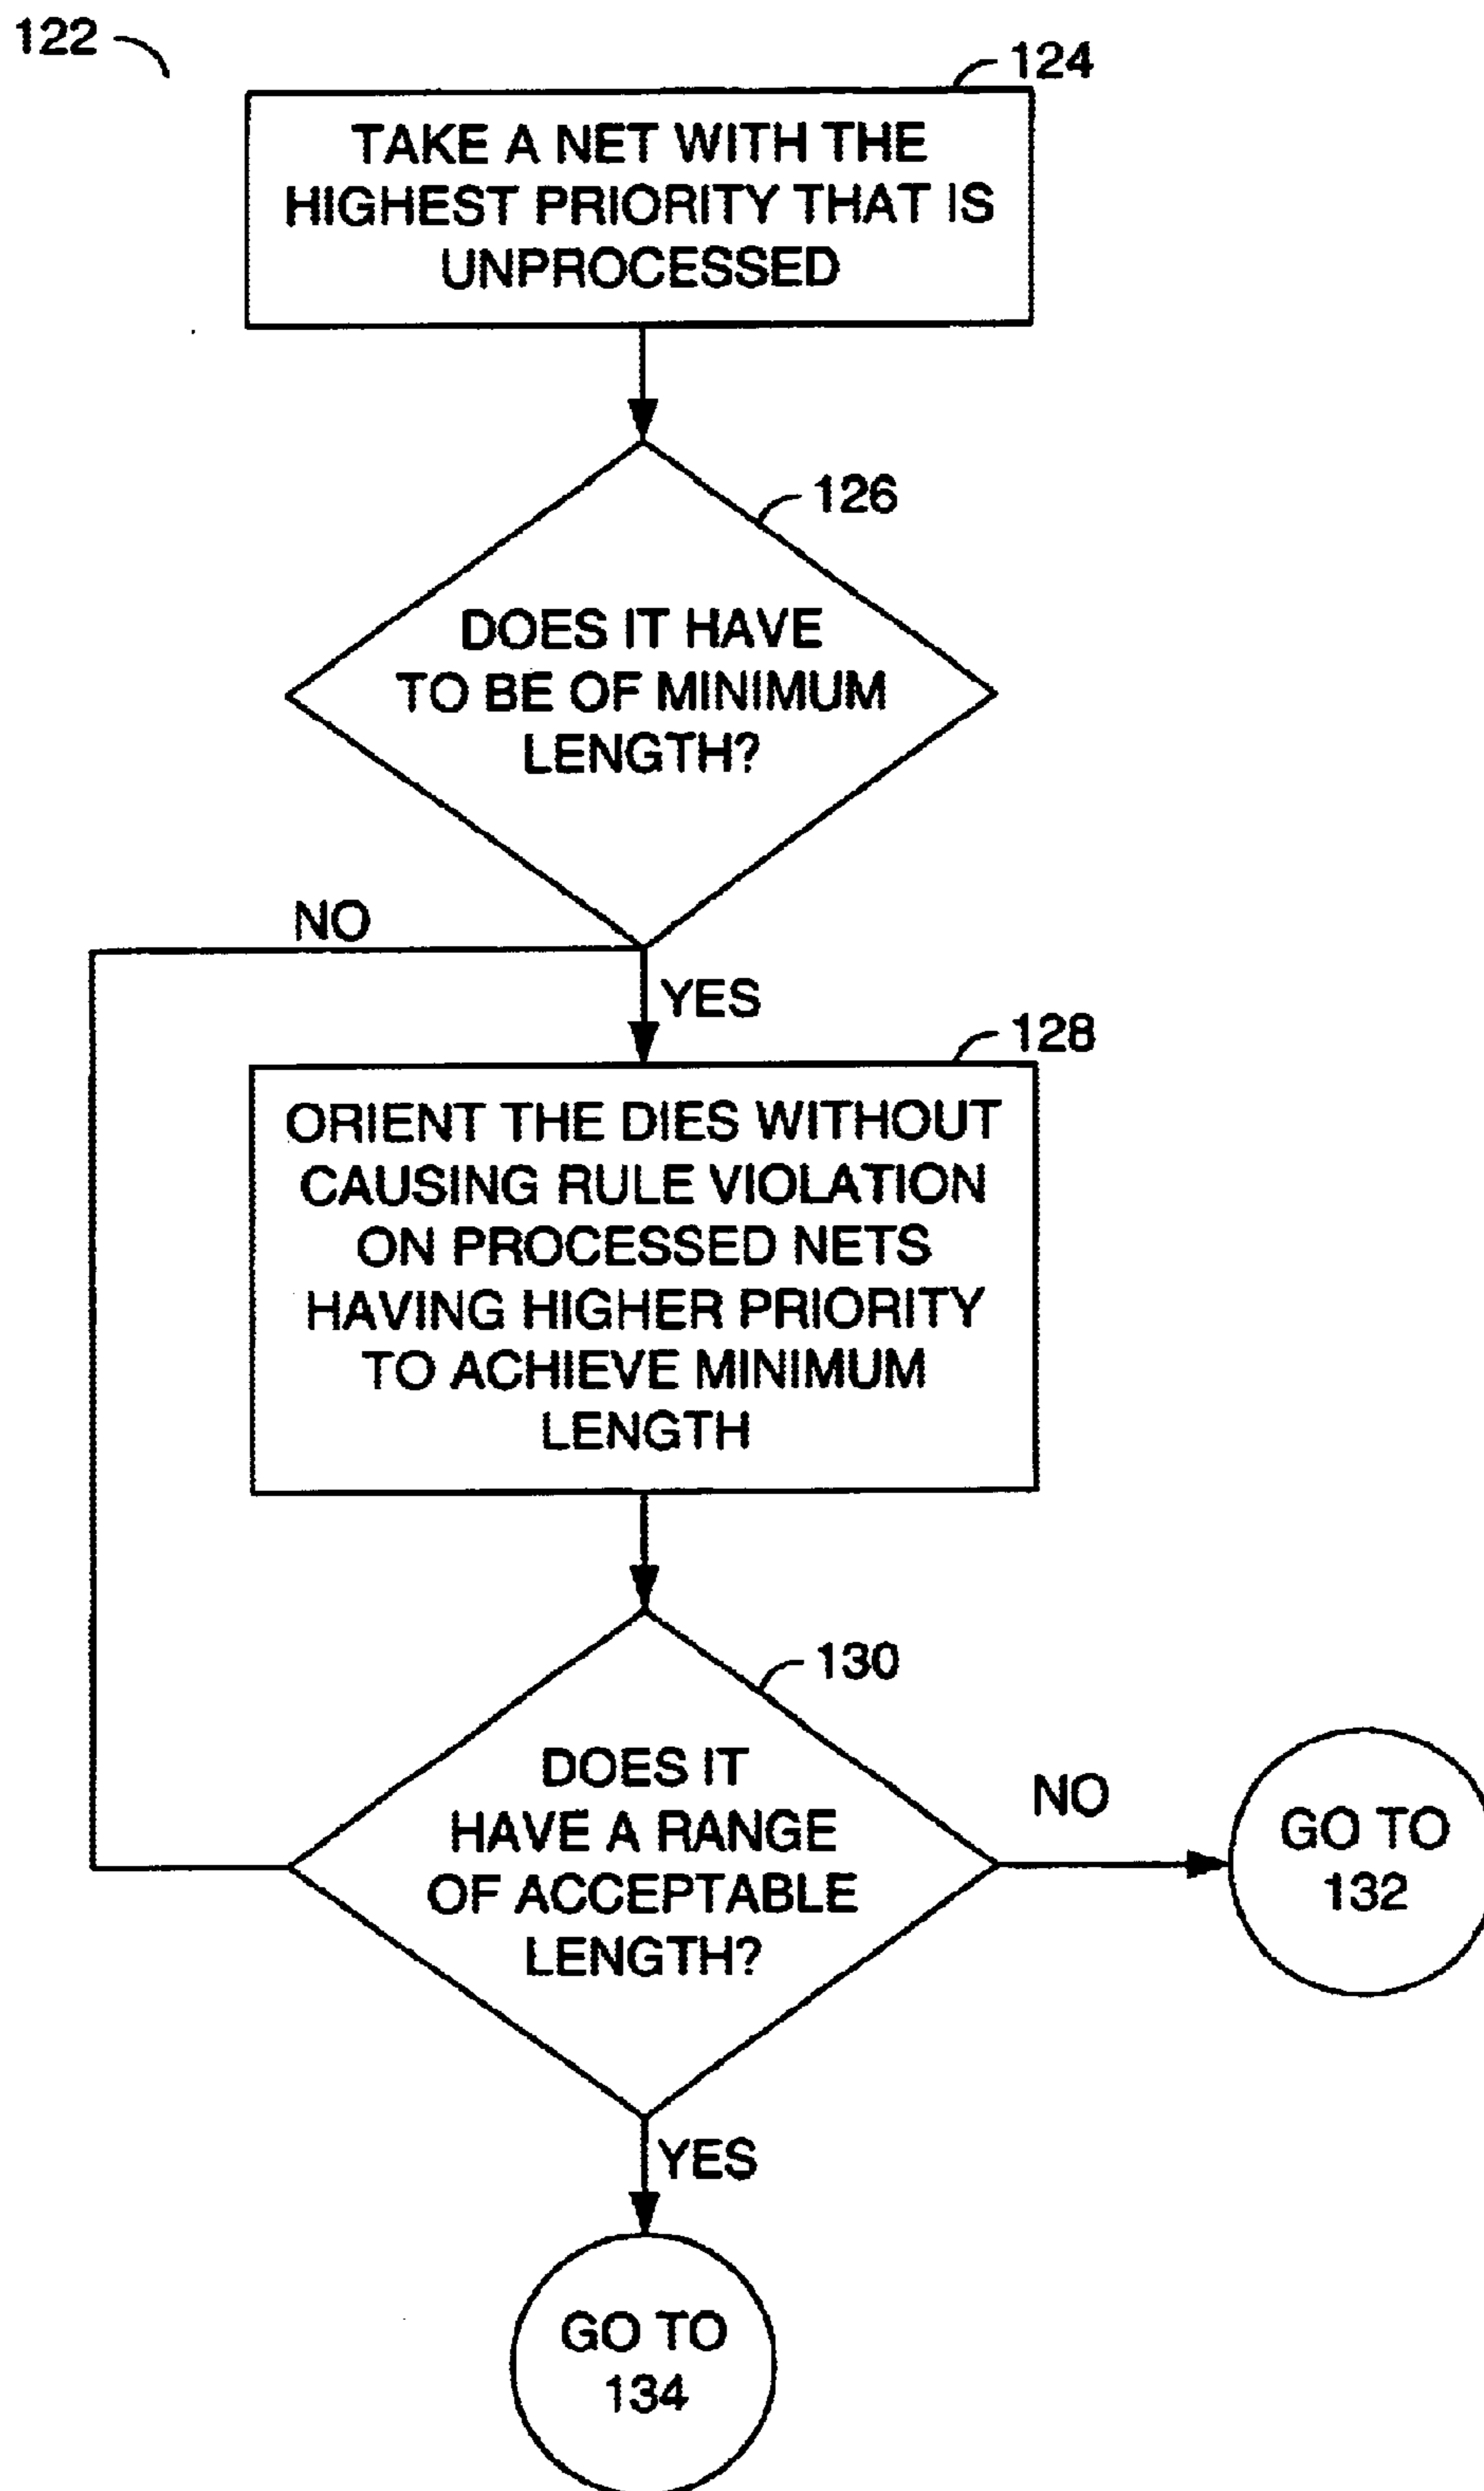 122
124
TAKE A NET WITH THE
HIGHEST PRIORITY THAT IS
UNPROCESSED
126
DOES IT HAVE
TO BE OF MINIMUM
LENGTH?
NO
YES
128
ORIENT THE DIES WITHOUT
CAUSING RULE VIOLATION
ON PROCESSED NETS
HAVING HIGHER PRIORITY
TO ACHIEVE MINIMUM
LENGTH
130
DOES IT
HAVE A RANGE
OF ACCEPTABLE
LENGTH?
NO
GO TO
132
YES
GO TO
134